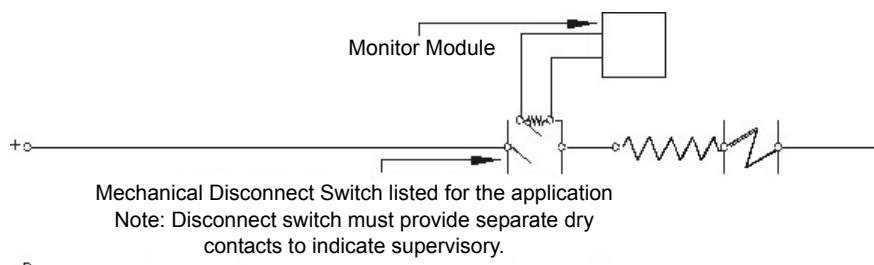 Monitor Module
+
Mechanical Disconnect Switch listed for the application
Note: Disconnect switch must provide separate dry
contacts to indicate supervisory.